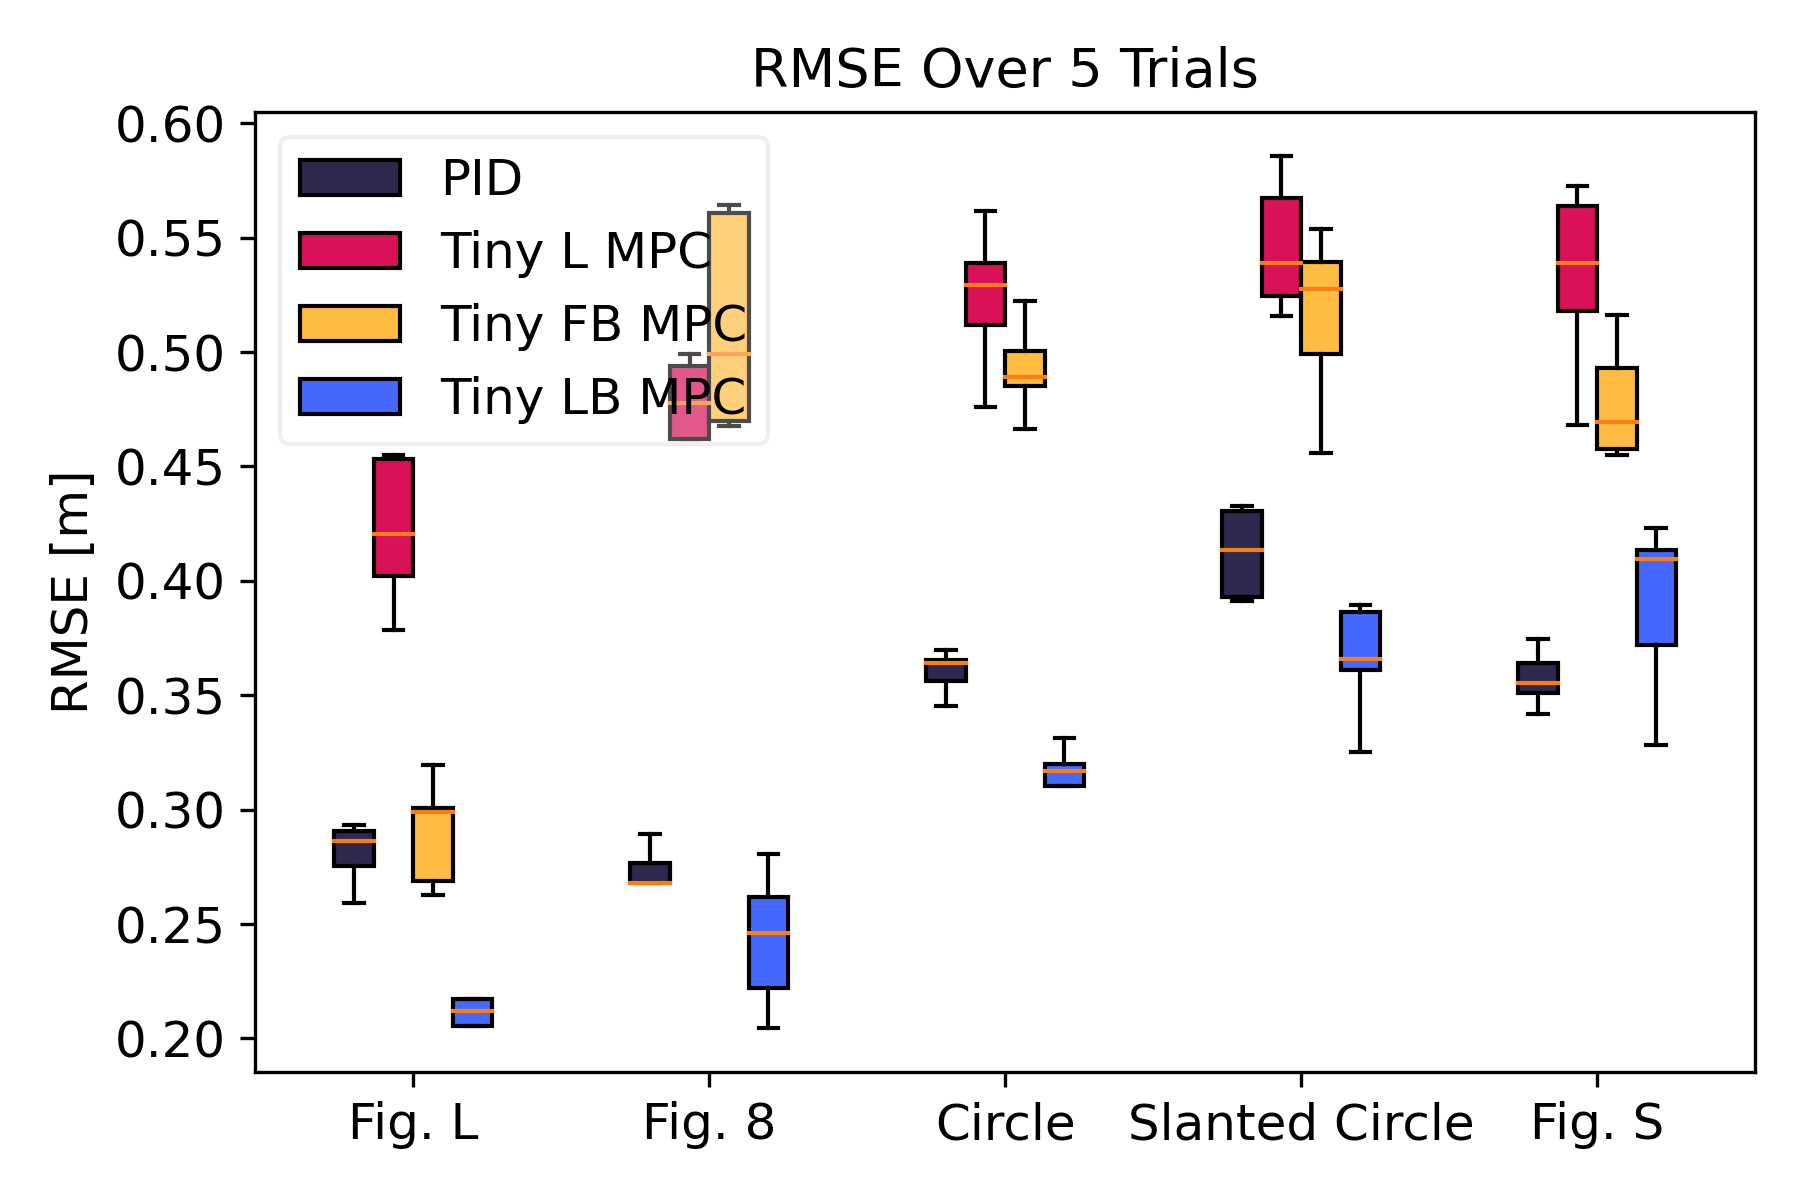 RMSE Over 5 Trials
RMSE [m]
0.60
0.55
0.50
0.45
0.40
0.35
0.30
0.25
0.20
PID
Tiny L MPC
Tiny FB MPC
Tiny LB MPC
Fig. L
Fig. 8
Circle
Slanted Circle
Fig. S